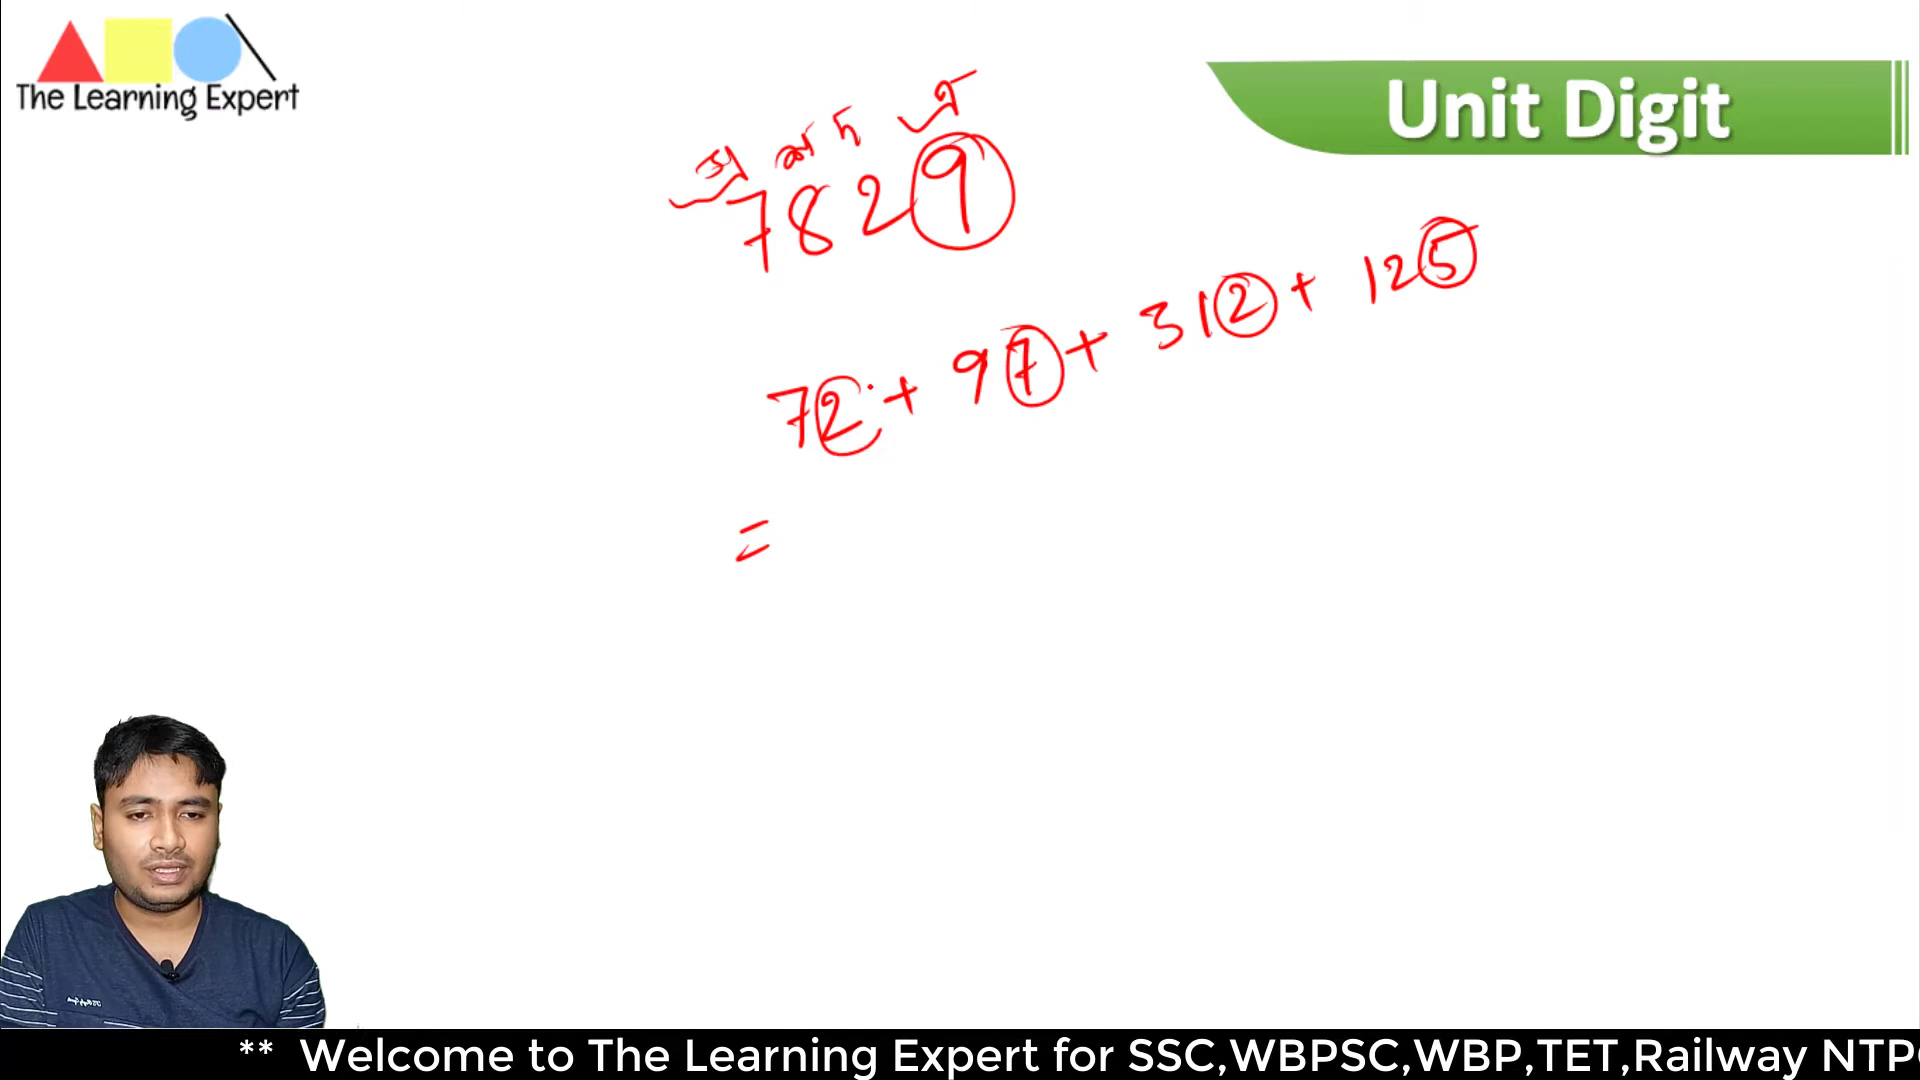 The Learning Expert
Unit Digit
7829
72 + 97 + 312 + 125
=
** Welcome to The Learning Expert for SSC,WBPSC,WBP,TET,Railway NTPC